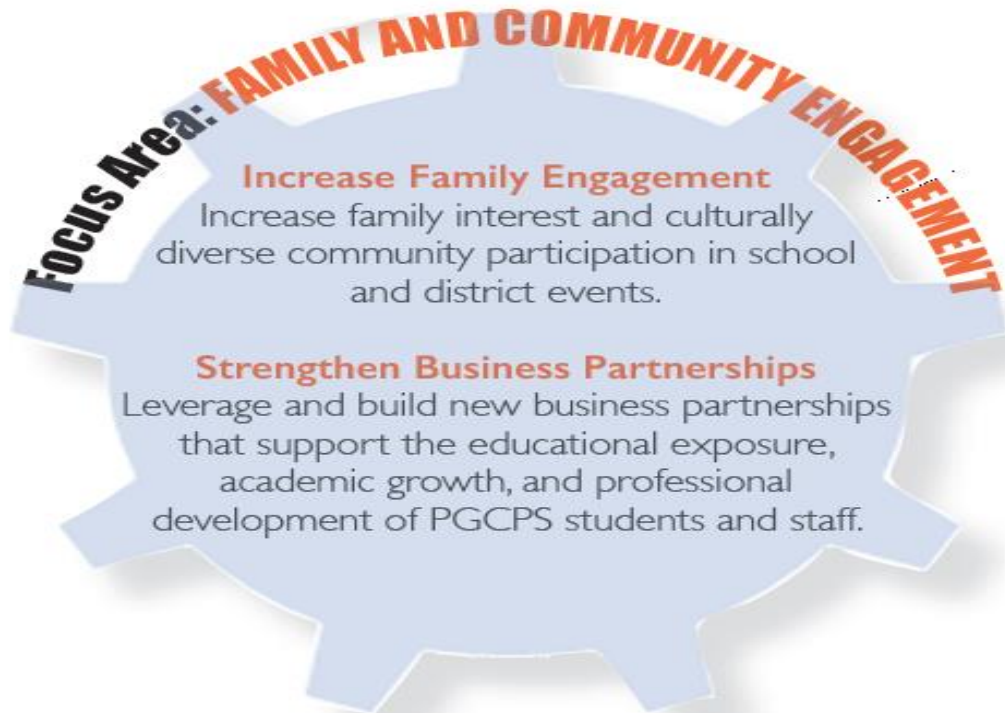 Focus Area: FAMILY AND COMMUNITY ENGAGEMENT
Increase Family Engagement
Increase family interest and culturally
diverse community participation in school
and district events.
Strengthen Business Partnerships
Leverage and build new business partnerships
that support the educational exposure,
academic growth, and professional
development of PGCPS students and staff.